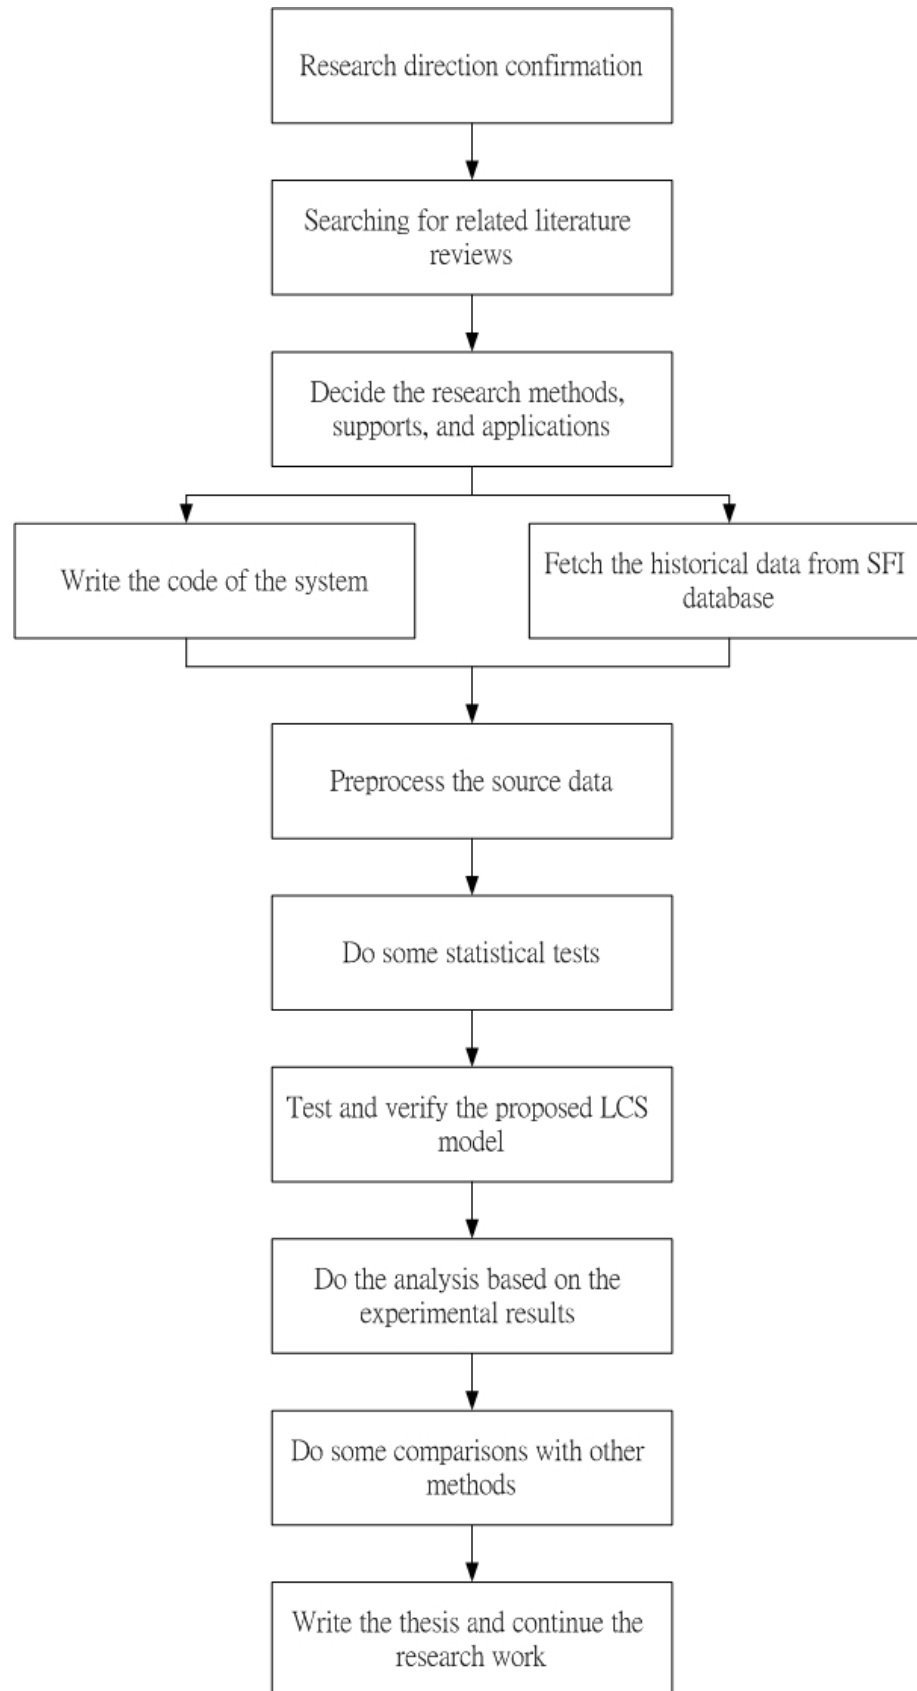 Research direction confirmation
Searching for related literature
reviews
Decide the research methods,
supports, and applications
Write the code of the system
Fetch the historical data from SFI
database
Preprocess the source data
Do some statistical tests
Test and verify the proposed LCS
model
Do the analysis based on the
experimental results
Do some comparisons with other
methods
Write the thesis and continue the
research work